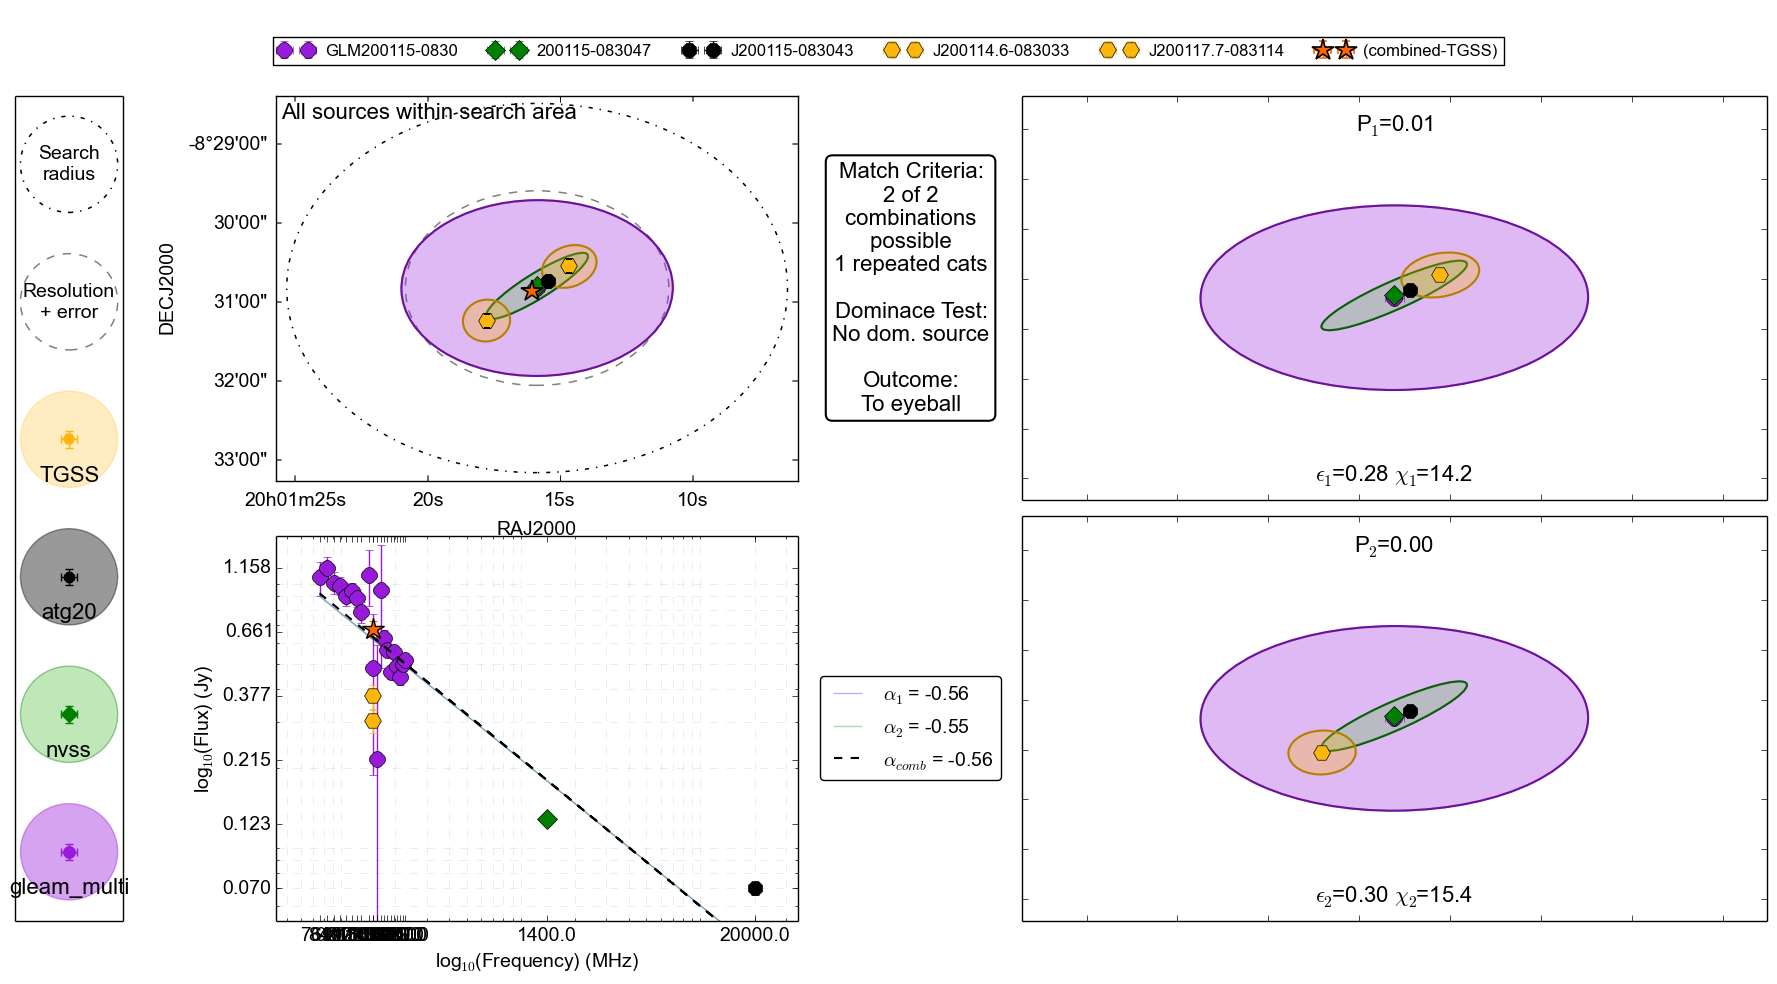 GLM200115-0830 200115-083047 J200115-083043 J200114.6-083033 J200117.7-083114 (combined-TGSS)
Search
radius
Resolution
+ error
TGSS
atg20
nvss
gleam_multi
All sources within search area
DECJ2000
-8°29'00"
30'00"
31'00"
32'00"
33'00"
20h01m25s 20s 15s 10s
RAJ2000
Match Criteria:
2 of 2
combinations
possible
1 repeated cats
Dominace Test:
No dom. source
Outcome:
To eyeball
P1=0.01
ϵ1=0.28 χ1=14.2
P2=0.00
ϵ2=0.30 χ2=15.4
log10(Flux) (Jy)
1.158
0.661
0.377
0.215
0.123
0.070
1400.0 20000.0
log10(Frequency) (MHz)
α1 = -0.56
α2 = -0.55
αcomb = -0.56